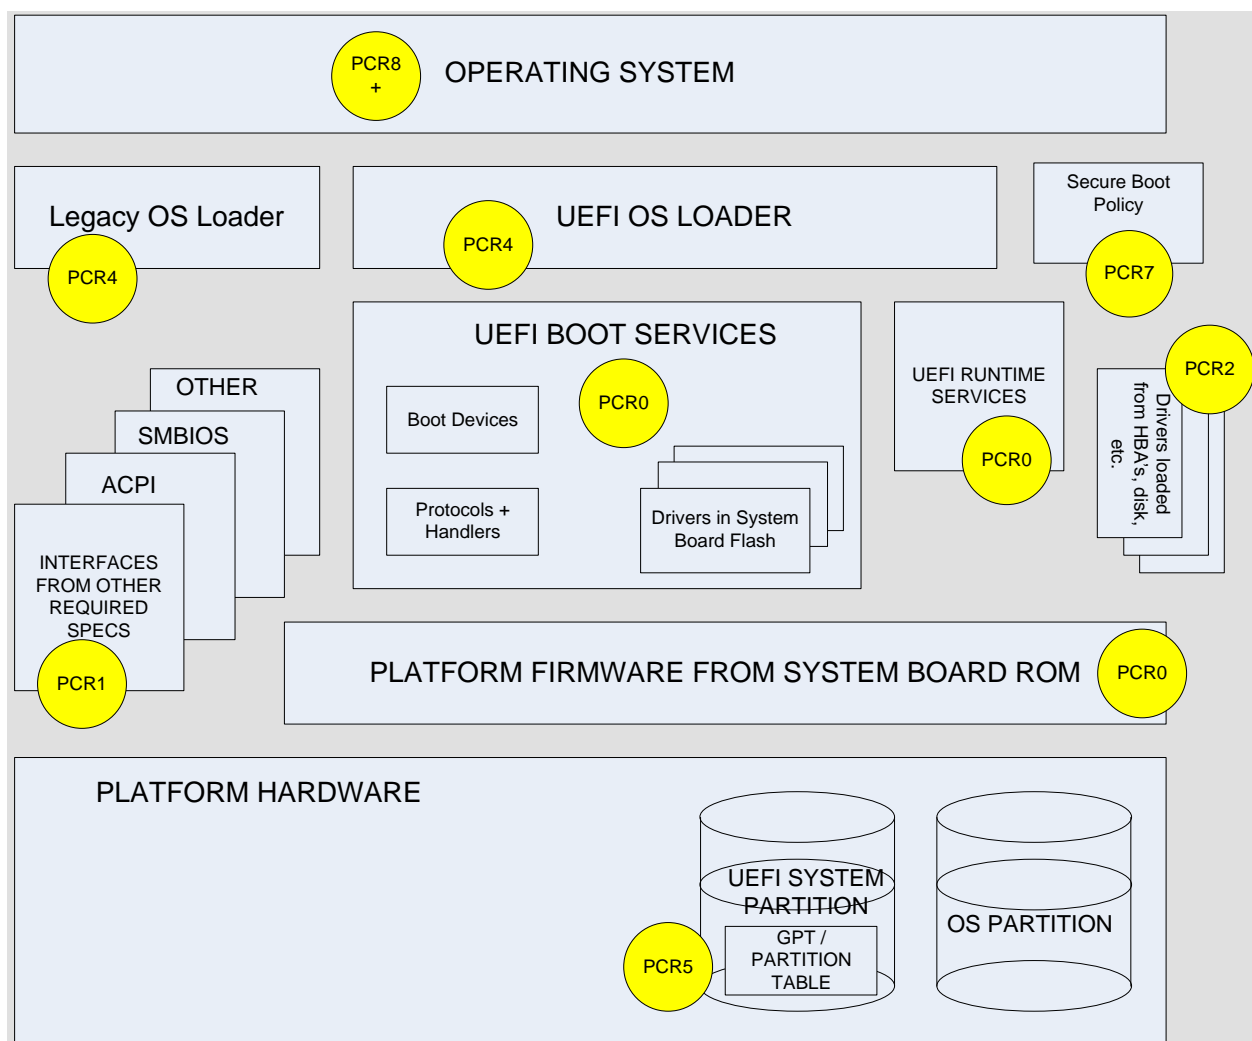 PCR8
+
OPERATING SYSTEM
Legacy OS Loader
PCR4
UEFI OS LOADER
PCR4
Secure Boot
Policy
PCR7
UEFI BOOT SERVICES
PCR0
Boot Devices
Protocols +
Handlers
Drivers in System
Board Flash
UEFI RUNTIME
SERVICES
PCR0
PCR2
Drivers loaded
from HBA's, disk,
etc.
OTHER
SMBIOS
ACPI
INTERFACES
FROM OTHER
REQUIRED
SPECS
PCR1
PLATFORM FIRMWARE FROM SYSTEM BOARD ROM
PCR0
PLATFORM HARDWARE
UEFI SYSTEM
PARTITION
GPT /
PARTITION
TABLE
PCR5
OS PARTITION